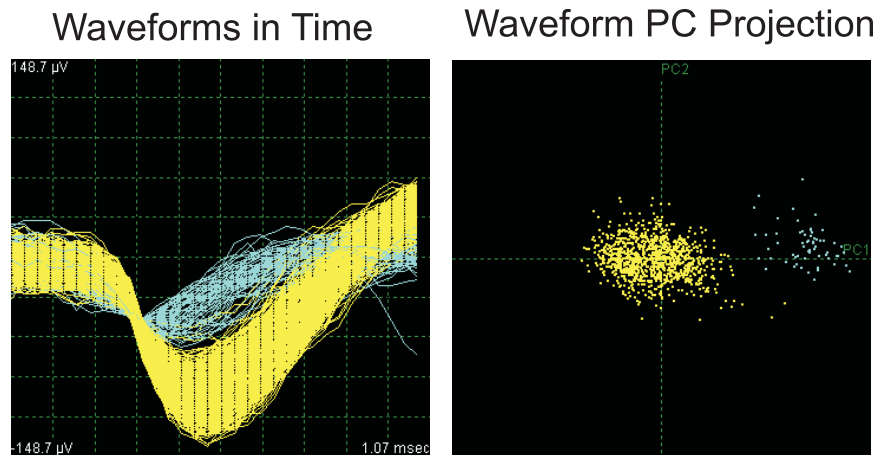 Waveforms in Time
Waveform PC Projection
148.7 µV
-148.7 µV
1.07 msec
PC2
PC1